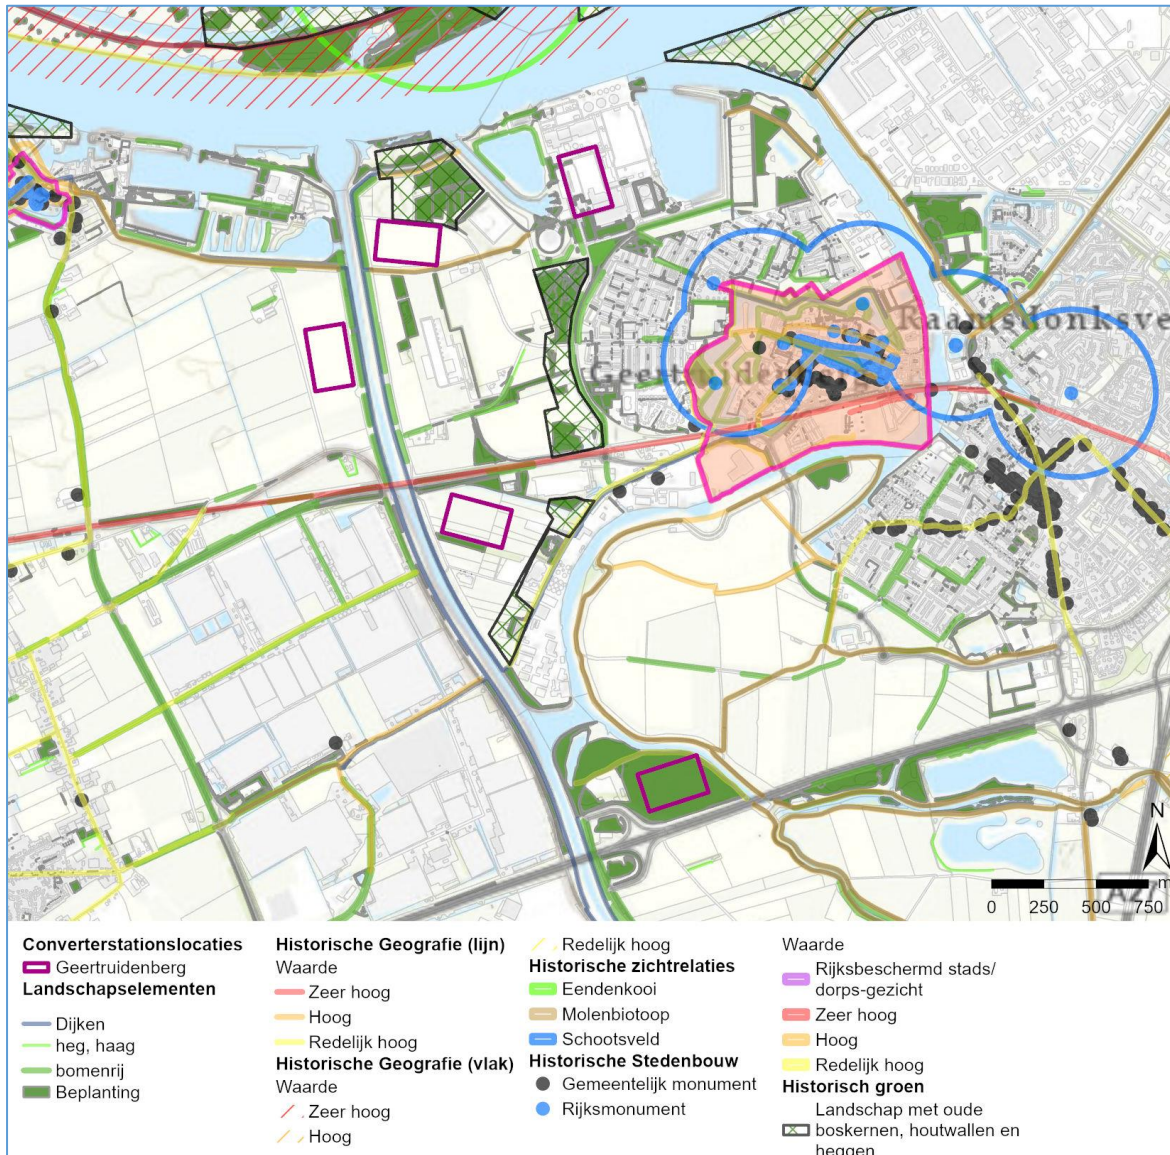 Raamsdonksve
Geertruidenberg
N
m
0 250 500 750
A27
Converterstationslocaties
Geertruidenberg
Landschapselementen
Dijken
heg, haag
bomenrij
Beplanting
Historische Geografie (lijn)
Waarde
Zeer hoog
Hoog
Redelijk hoog
Historische Geografie (vlak)
Waarde
Zeer hoog
Hoog
Redelijk hoog
Historische zichtrelaties
Eendenkooi
Molenbiotoop
Schootsveld
Historische Stedenbouw
Gemeentelijk monument
Rijksmonument
Waarde
Rijksbeschermd stads/
dorps-gezicht
Zeer hoog
Hoog
Redelijk hoog
Historisch groen
Landschap met oude
boskernen, houtwallen en
heggen